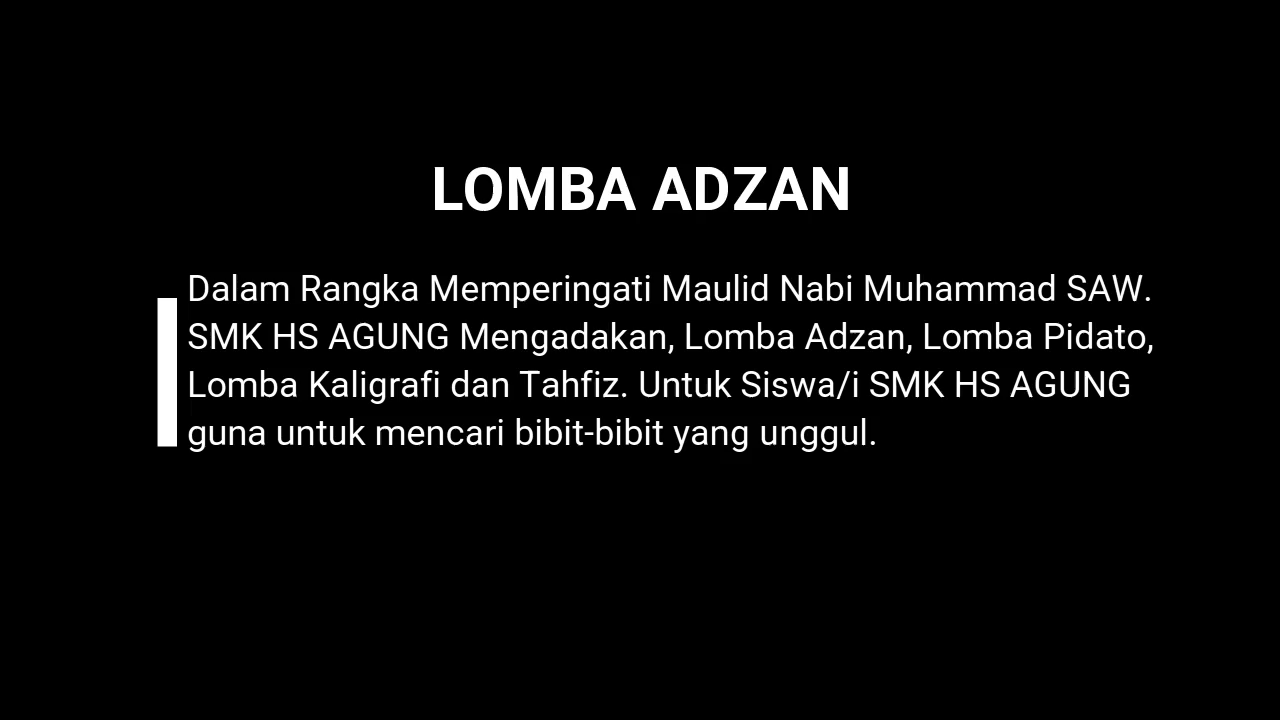 LOMBA ADZAN
Dalam Rangka Memperingati Maulid Nabi Muhammad SAW.
SMK HS AGUNG Mengadakan, Lomba Adzan, Lomba Pidato,
Lomba Kaligrafi dan Tahfiz. Untuk Siswa/i SMK HS AGUNG
guna untuk mencari bibit-bibit yang unggul.